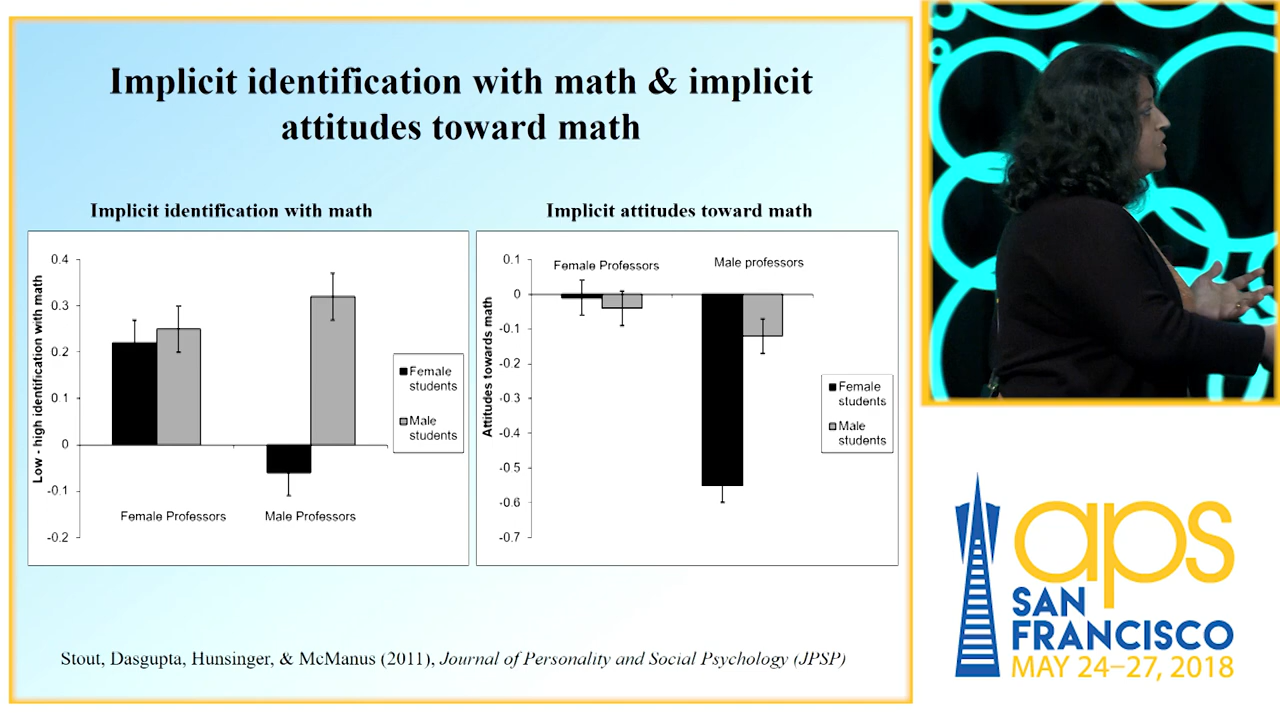 Implicit identification with math & implicit
attitudes toward math
Implicit identification with math
Low - high identification with math
0.4
0.3
0.2
0.1
0
-0.1
-0.2
Female Professors
Male Professors
Female
students
Male
students
Implicit attitudes toward math
Attitudes towards math
0.1
0
-0.1
-0.2
-0.3
-0.4
-0.5
-0.6
-0.7
Female Professors
Male professors
Female
students
Male
students
Stout, Dasgupta, Hunsinger, & McManus (2011), Journal of Personality and Social Psychology (JPSP)
aps
SAN
FRANCISCO
MAY 24–27, 2018